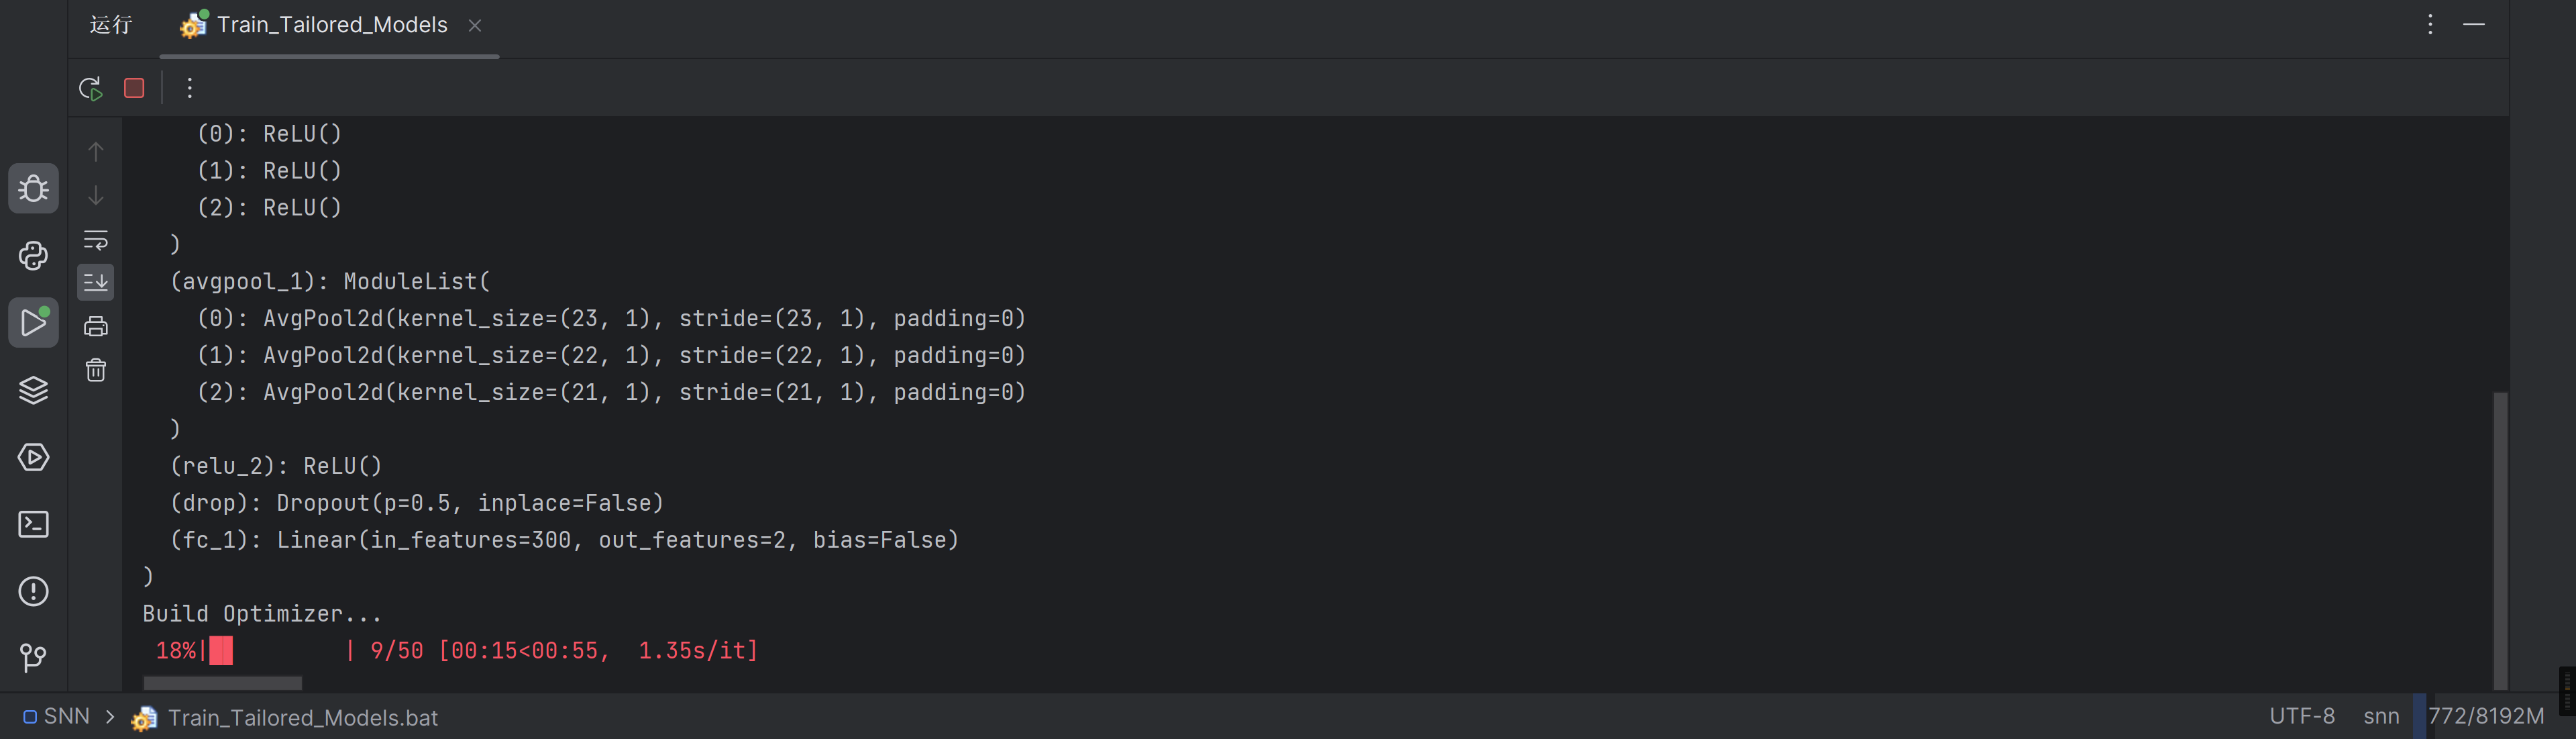 运行 Train_Tailored_Models
(0): ReLU()
(1): ReLU()
(2): ReLU()
)
(avgpool_1): ModuleList(
(0): AvgPool2d(kernel_size=(23, 1), stride=(23, 1), padding=0)
(1): AvgPool2d(kernel_size=(22, 1), stride=(22, 1), padding=0)
(2): AvgPool2d(kernel_size=(21, 1), stride=(21, 1), padding=0)
)
(relu_2): ReLU()
(drop): Dropout(p=0.5, inplace=False)
(fc_1): Linear(in_features=300, out_features=2, bias=False)
)
Build Optimizer...
18%|██ | 9/50 [00:15<00:55, 1.35s/it]
SNN > Train_Tailored_Models.bat UTF-8 snn 772/8192M